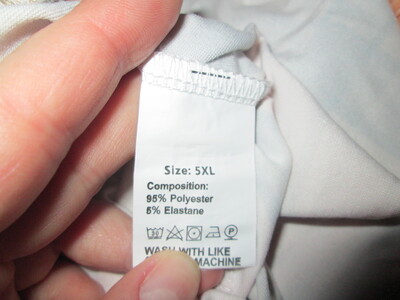 Size: 5XL
Composition:
95% Polyester
5% Elastane
WASH WITH LIKE
MACHINE